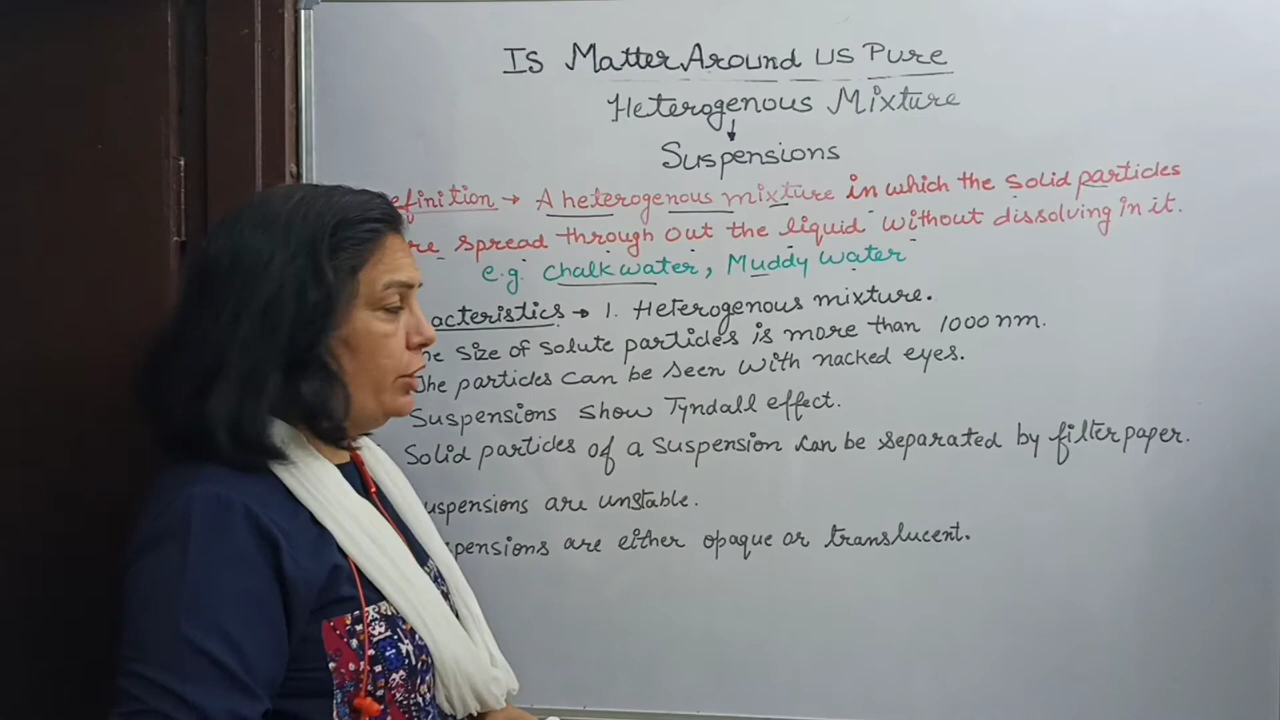 Is Matter Around us Pure
Heterogenous Mixture
Suspensions
efinition → A heterogenous mixture in which the solid particles
re spread through out the liquid without dissolving in it.
e.g. chalk water, Muddy water
acteristics → 1. Heterogenous mixture.
he size of solute particles is more than 1000 nm.
The particles can be seen with nacked eyes.
Suspensions show Tyndall effect.
Solid particles of a suspension can be separated by filter paper.
uspensions are unstable.
spensions are either opaque or translucent.